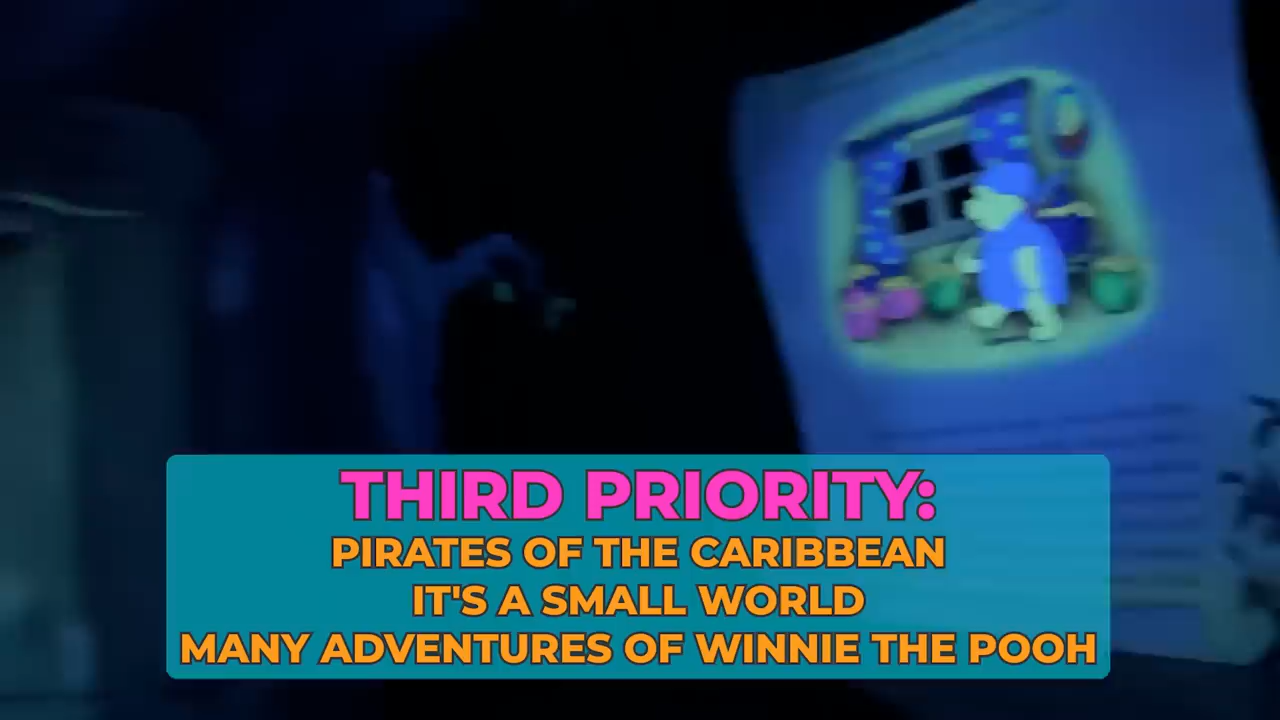 THIRD PRIORITY:
PIRATES OF THE CARIBBEAN
IT'S A SMALL WORLD
MANY ADVENTURES OF WINNIE THE POOH